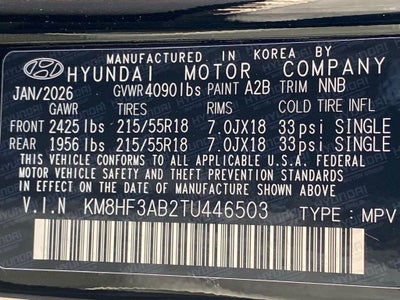 MANUFACTURED IN KOREA BY
HYUNDAI MOTOR COMPANY
JAN/2026 GVWR 4090lbs PAINT A2B TRIM NNB
GAWR TIRES RIMS COLD TIRE INFL
FRONT 2425 lbs 215/55R18 7.0JX18 33psi SINGLE
REAR 1956 lbs 215/55R18 7.0JX18 33psi SINGLE
THIS VEHICLE CONFORMS TO ALL APPLICABLE U.S.A. FEDERAL
MOTOR VEHICLE SAFETY AND THEFT PREVENTION STANDARDS IN
EFFECT ON THE DATE OF MANUFACTURE SHOWN ABOVE.
V.I.N KM8HF3AB2TU446503 TYPE : MPV